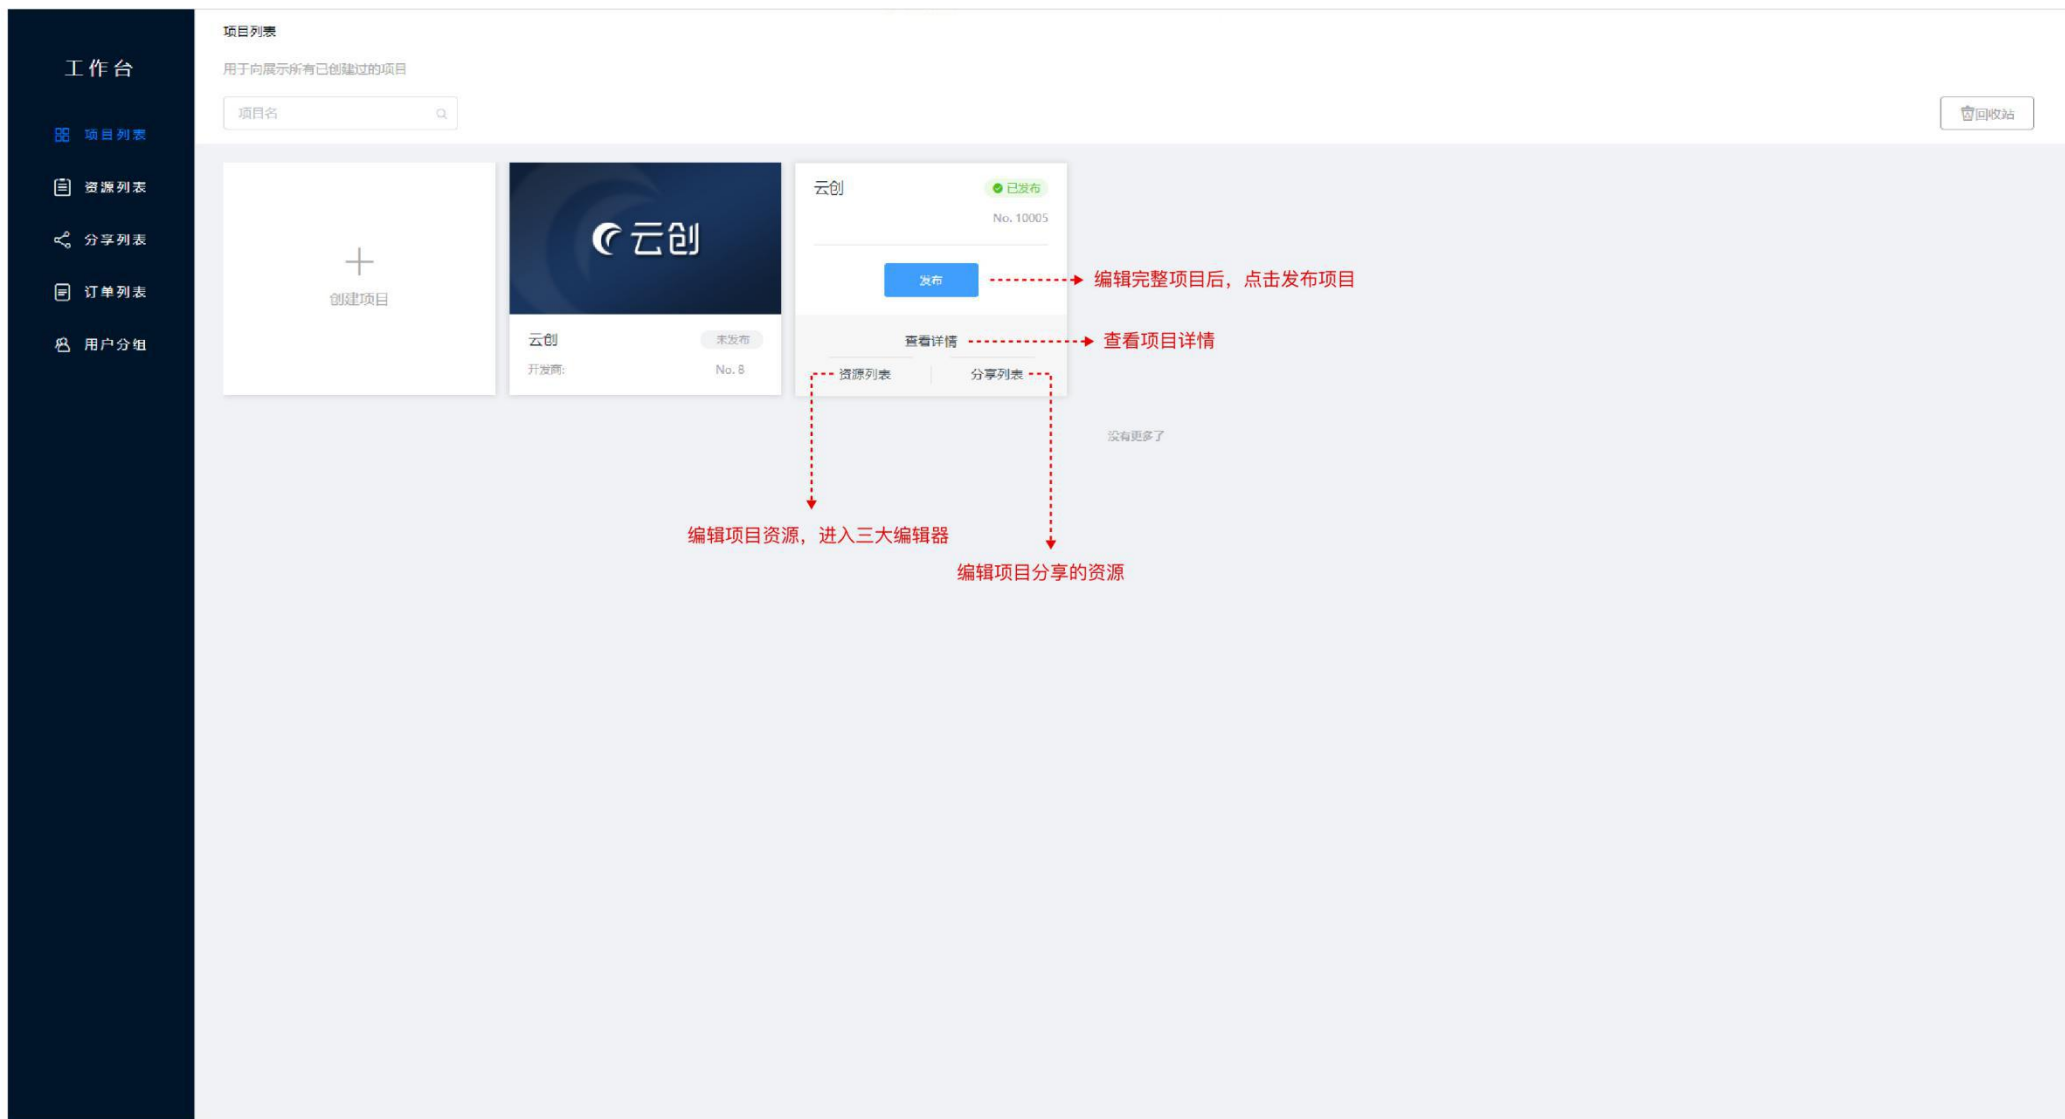 工作台
项目列表
资源列表
分享列表
订单列表
用户分组
项目列表
用于向展示所有已创建过的项目
项目名
回收站
创建项目
云创
云创
未发布
开发商:
No. 8
云创
已发布
No. 10005
发布
编辑完整项目后，点击发布项目
查看详情
查看项目详情
资源列表
分享列表
没有更多了
编辑项目资源，进入三大编辑器
编辑项目分享的资源